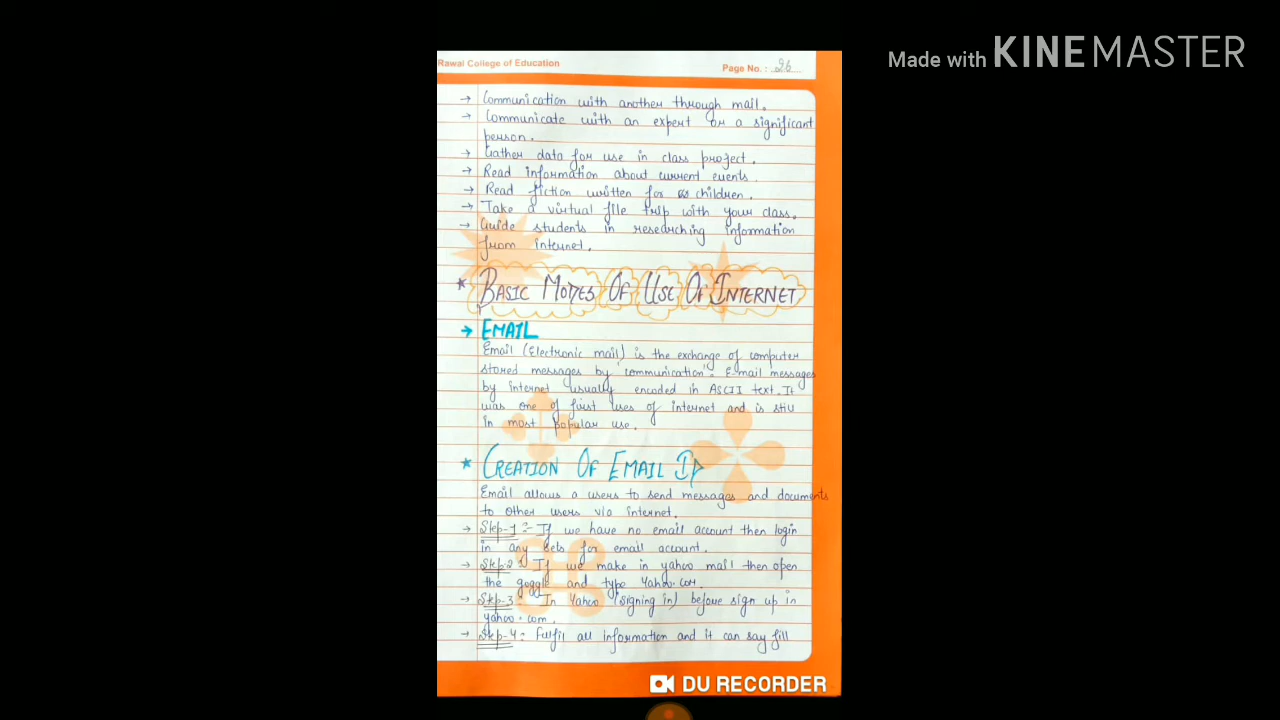 Made with KINEMASTER
Rawal College of Education
Page No. : 26
→ Communication with another through mail.
→ Communicate with an expert or a significant
person.
→ Gather data for use in class project.
→ Read information about current events.
→ Read fiction written for children.
→ Take a virtual file trip with your class.
→ Guide students in researching information
from internet.
* BASIC MODES OF USE OF INTERNET
→ EMAIL
Email (Electronic mail) is the exchange of computer
stored messages by 'communication'. E-mail messages
by internet usually encoded in ASCII text. It
was one of first uses of internet and is still
in most popular use.
* CREATION OF EMAIL ID
Email allows a users to send messages and documents
to other users via internet.
→ Step-1 :- If we have no email account then login
in any for email account.
→ Step-2 :- If we make in yahoo mail then open
the goggle and type Yahoo.com.
→ Step-3 :- In Yahoo (signing in) before sign up in
yahoo.com.
→ Step-4 :- Fulfil all information and it can say fill
DU RECORDER